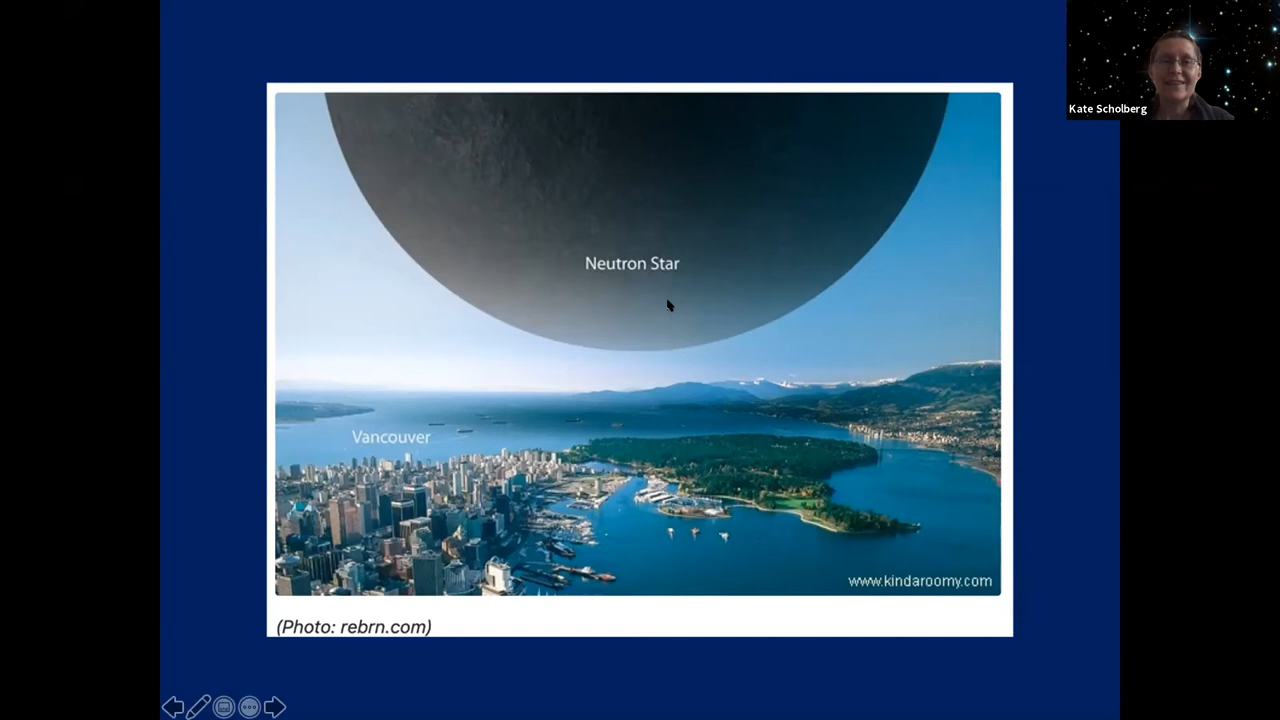 Kate Scholberg
Neutron Star
Vancouver
www.kindaroomy.com
(Photo: rebrn.com)